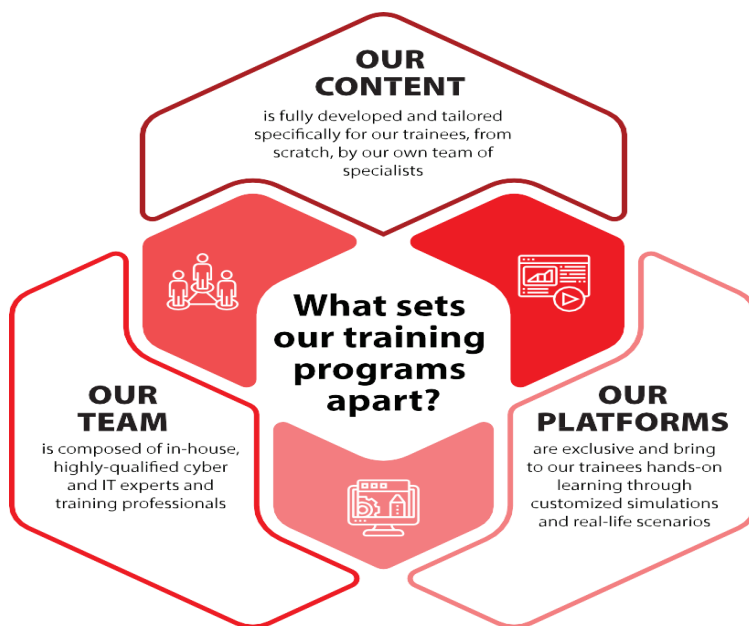 OUR
CONTENT
is fully developed and tailored
specifically for our trainees, from
scratch, by our own team of
specialists
What sets
our training
programs
apart?
OUR
TEAM
is composed of in-house,
highly-qualified cyber
and IT experts and
training professionals
OUR
PLATFORMS
are exclusive and bring
to our trainees hands-on
learning through
customized simulations
and real-life scenarios